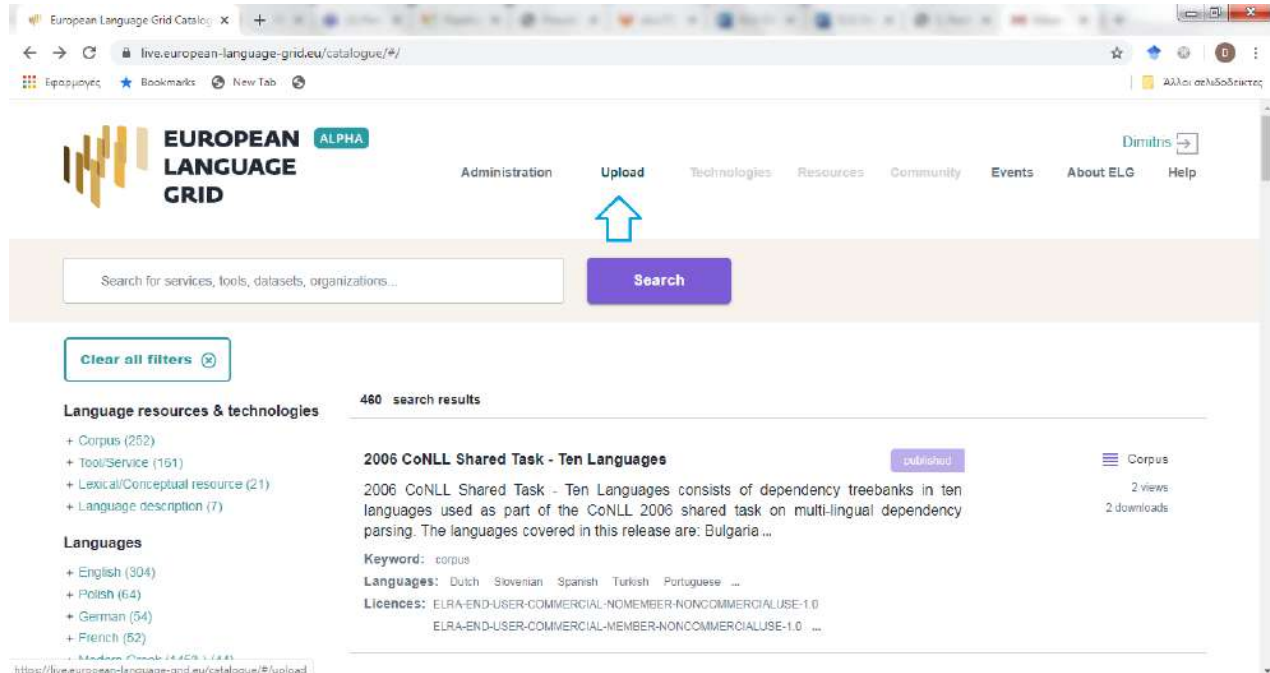 European Language Grid Catalog
live.european-language-grid.eu/catalogue/#/
D
Εφαρμογές Bookmarks New Tab Άλλοι σελιδοδείκτες
EUROPEAN ALPHA
LANGUAGE
GRID
Dimitris
Administration Upload Technologies Resources Community Events About ELG Help
Search for services, tools, datasets, organizations...
Search
Clear all filters
460 search results
Language resources & technologies
+ Corpus (252)
+ Tool/Service (161)
+ Lexical/Conceptual resource (21)
+ Language description (7)
Languages
+ English (304)
+ Polish (64)
+ German (54)
+ French (52)
+ Modern Greek (1453-) (44)
2006 CoNLL Shared Task - Ten Languages published Corpus
2 views
2 downloads
2006 CoNLL Shared Task - Ten Languages consists of dependency treebanks in ten
languages used as part of the CoNLL 2006 shared task on multi-lingual dependency
parsing. The languages covered in this release are: Bulgaria ...
Keyword: corpus
Languages: Dutch Slovenian Spanish Turkish Portuguese ...
Licences: ELRA-END-USER-COMMERCIAL-NOMEMBER-NONCOMMERCIALUSE-1.0
ELRA-END-USER-COMMERCIAL-MEMBER-NONCOMMERCIALUSE-1.0 ...
https://live.european-language-grid.eu/catalogue/#/upload